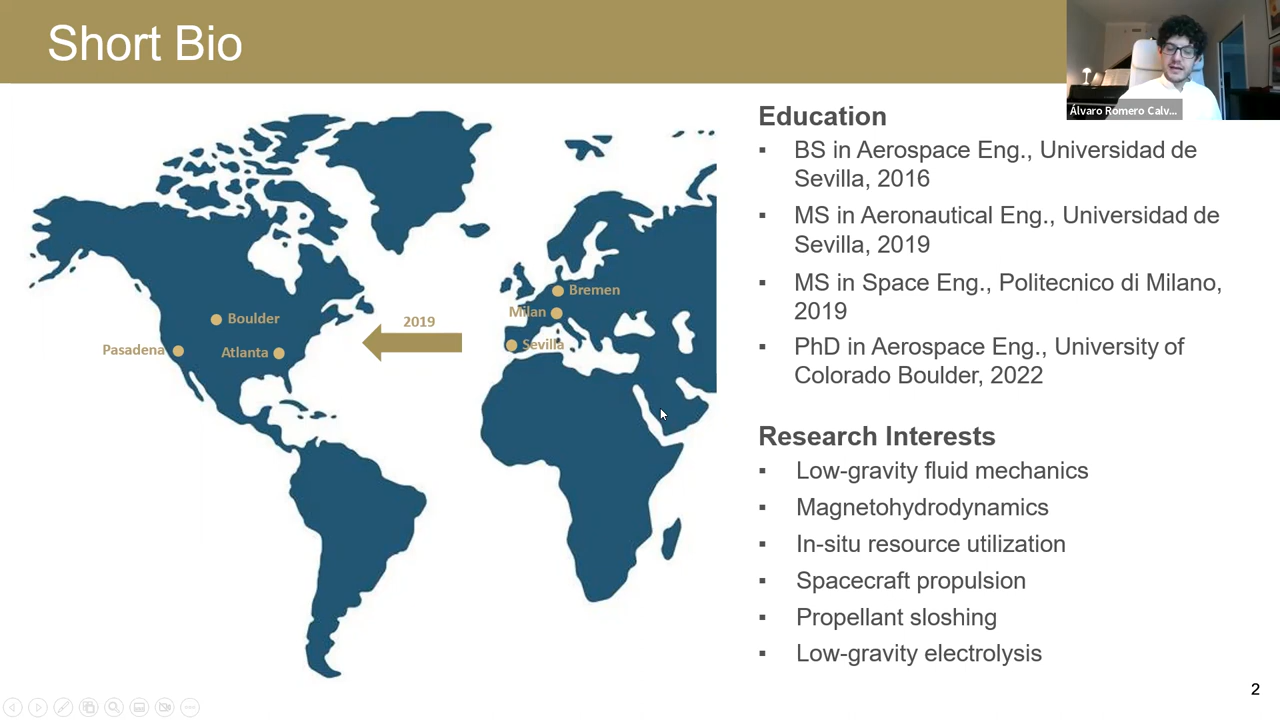 Short Bio
Álvaro Romero Calv...
Education
▪ BS in Aerospace Eng., Universidad de
Sevilla, 2016
▪ MS in Aeronautical Eng., Universidad de
Sevilla, 2019
▪ MS in Space Eng., Politecnico di Milano,
2019
▪ PhD in Aerospace Eng., University of
Colorado Boulder, 2022
Research Interests
▪ Low-gravity fluid mechanics
▪ Magnetohydrodynamics
▪ In-situ resource utilization
▪ Spacecraft propulsion
▪ Propellant sloshing
▪ Low-gravity electrolysis
Bremen
Milan
Sevilla
2019
Boulder
Pasadena
Atlanta
2